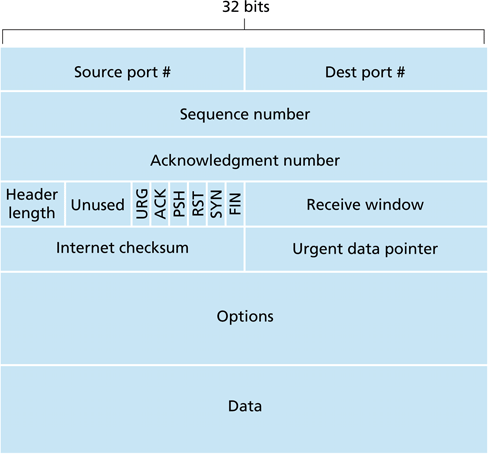 32 bits
Source port #
Dest port #
Sequence number
Acknowledgment number
Header
length
Unused
URG
ACK
PSH
RST
SYN
FIN
Receive window
Internet checksum
Urgent data pointer
Options
Data